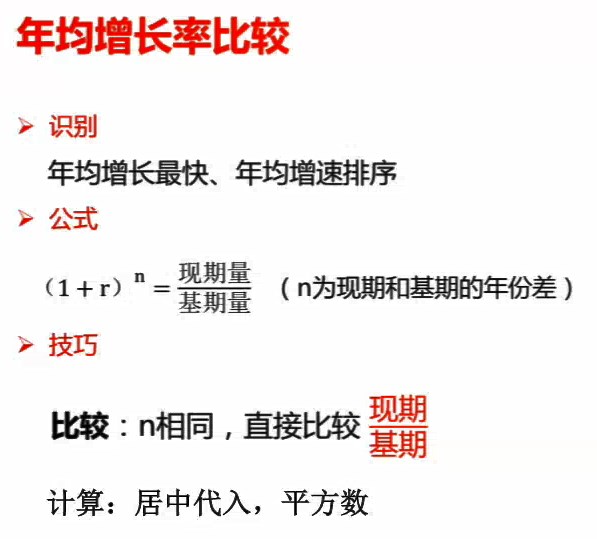 年均增长率比较
➢ 识别
年均增长最快、年均增速排序
➢ 公式
（1 + r）^n = 现期量/基期量 （n为现期和基期的年份差）
➢ 技巧
比较：n相同，直接比较 现期/基期
计算：居中代入，平方数